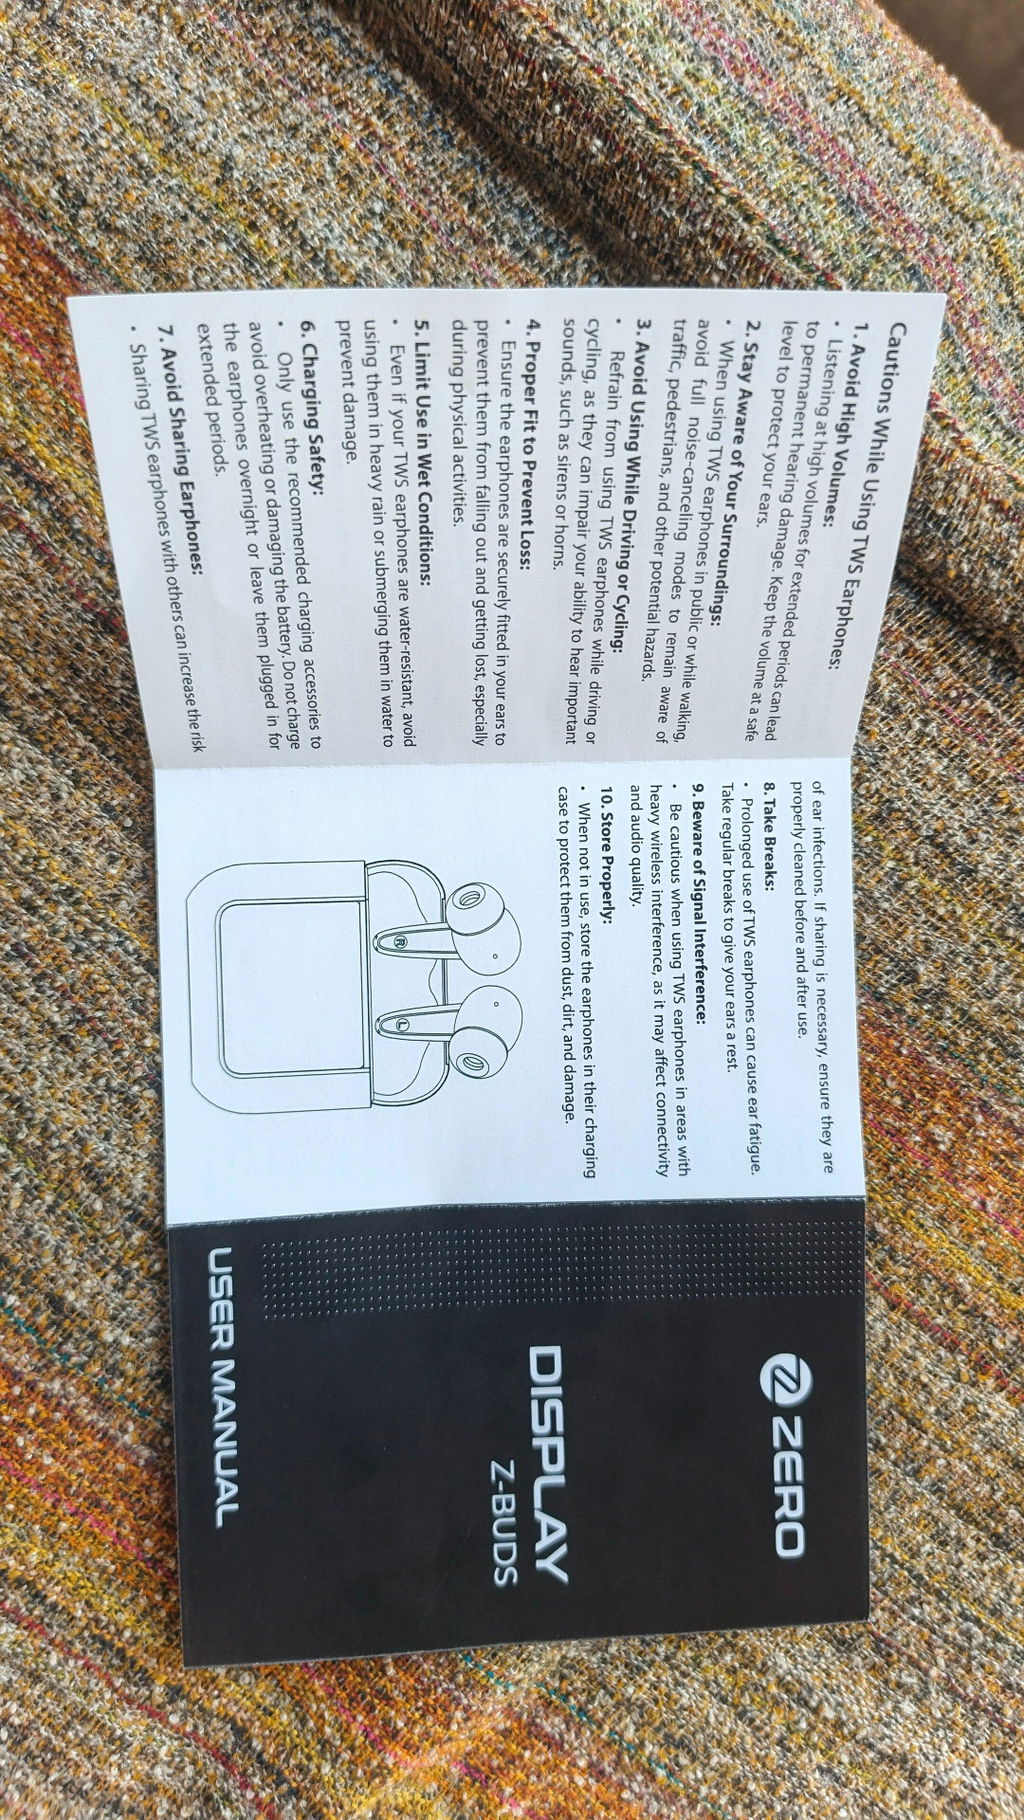 Cautions While Using TWS Earphones:
1. Avoid High Volumes:
• Listening at high volumes for extended periods can lead
to permanent hearing damage. Keep the volume at a safe
level to protect your ears.
2. Stay Aware of Your Surroundings:
• When using TWS earphones in public or while walking,
avoid full noise-canceling modes to remain aware of
traffic, pedestrians, and other potential hazards.
3. Avoid Using While Driving or Cycling:
• Refrain from using TWS earphones while driving or
cycling, as they can impair your ability to hear important
sounds, such as sirens or horns.
4. Proper Fit to Prevent Loss:
• Ensure the earphones are securely fitted in your ears to
prevent them from falling out and getting lost, especially
during physical activities.
5. Limit Use in Wet Conditions:
• Even if your TWS earphones are water-resistant, avoid
using them in heavy rain or submerging them in water to
prevent damage.
6. Charging Safety:
• Only use the recommended charging accessories to
avoid overheating or damaging the battery. Do not charge
the earphones overnight or leave them plugged in for
extended periods.
7. Avoid Sharing Earphones:
• Sharing TWS earphones with others can increase the risk
of ear infections. If sharing is necessary, ensure they are
properly cleaned before and after use.
8. Take Breaks:
• Prolonged use of TWS earphones can cause ear fatigue.
Take regular breaks to give your ears a rest.
9. Beware of Signal Interference:
• Be cautious when using TWS earphones in areas with
heavy wireless interference, as it may affect connectivity
and audio quality.
10. Store Properly:
• When not in use, store the earphones in their charging
case to protect them from dust, dirt, and damage.
R
L
ZERO
DISPLAY
Z-BUDS
USER MANUAL